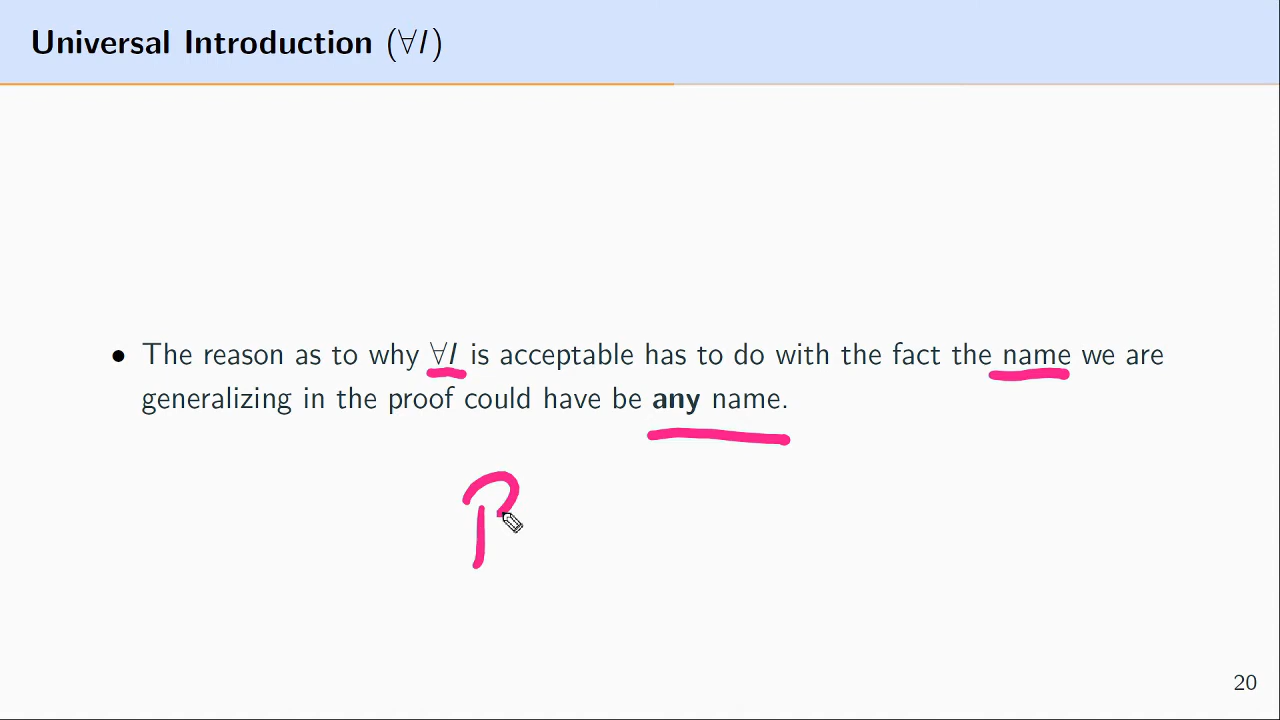 Universal Introduction (∀I)
• The reason as to why ∀I is acceptable has to do with the fact the name we are
generalizing in the proof could have be any name.
P
20